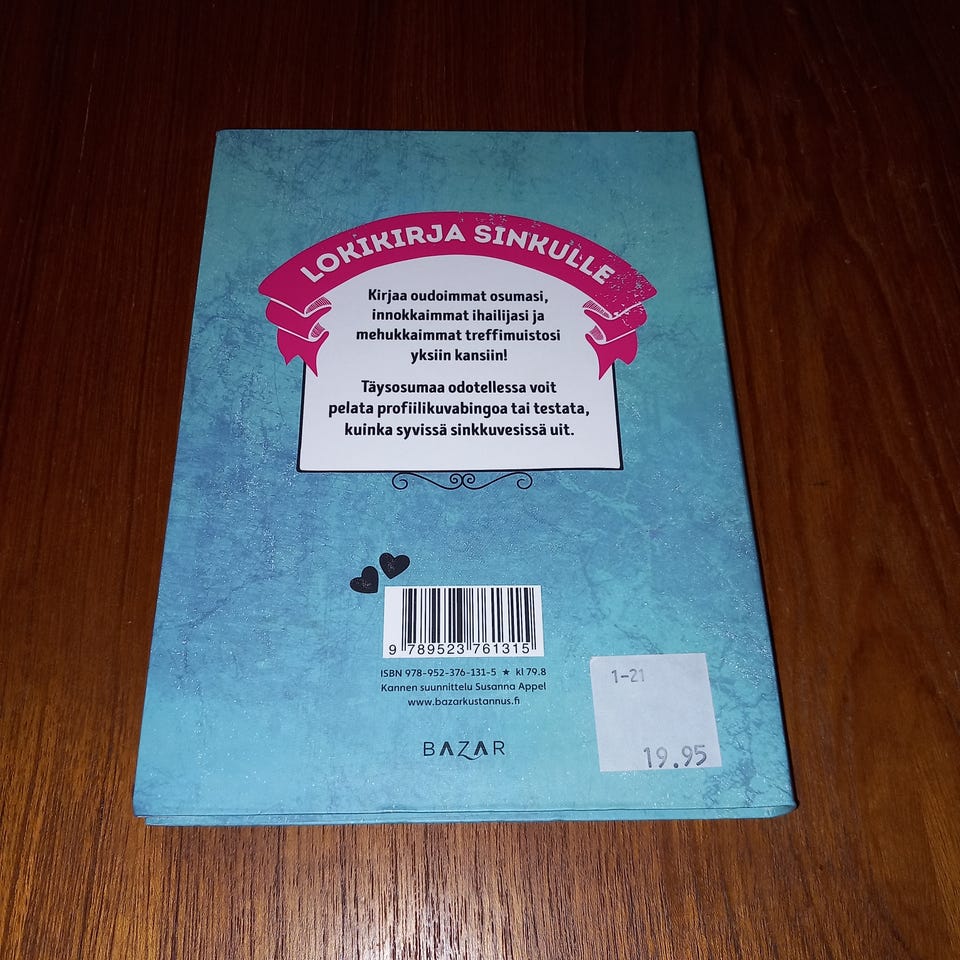 LOKIKIRJA SINKULLE
Kirjaa oudoimmat osumasi,
innokkaimmat ihailijasi ja
mehukkaimmat treffimuistosi
yksiin kansiin!
Täysosumaa odotellessa voit
pelata profiilikuvabingoa tai testata,
kuinka syvissä sinkkuvesissä uit.
9 789523 761315
ISBN 978-952-376-131-5 ★ kl 79.8
Kannen suunnittelu Susanna Appel
www.bazarkustannus.fi
BAZAR
1-21
19.95